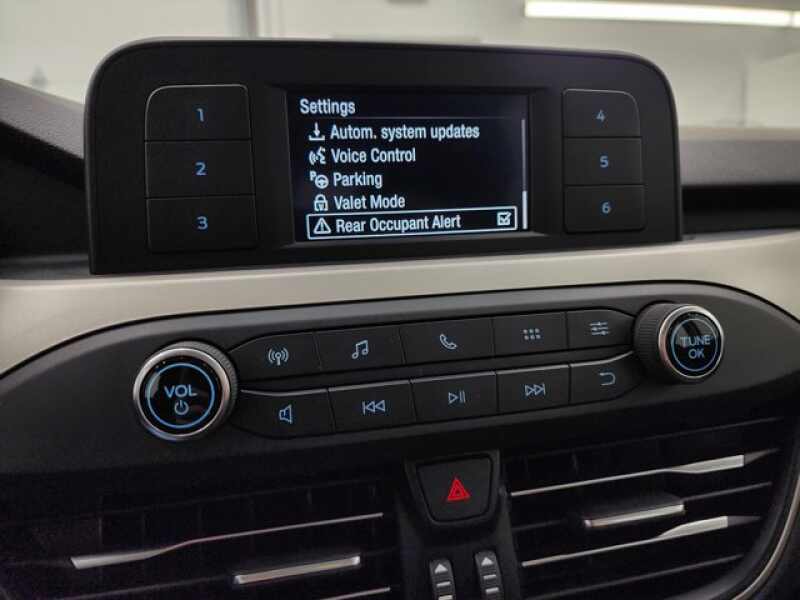 Settings
Autom. system updates
Voice Control
Parking
Valet Mode
Rear Occupant Alert
1
2
3
4
5
6
VOL
TUNE
OK